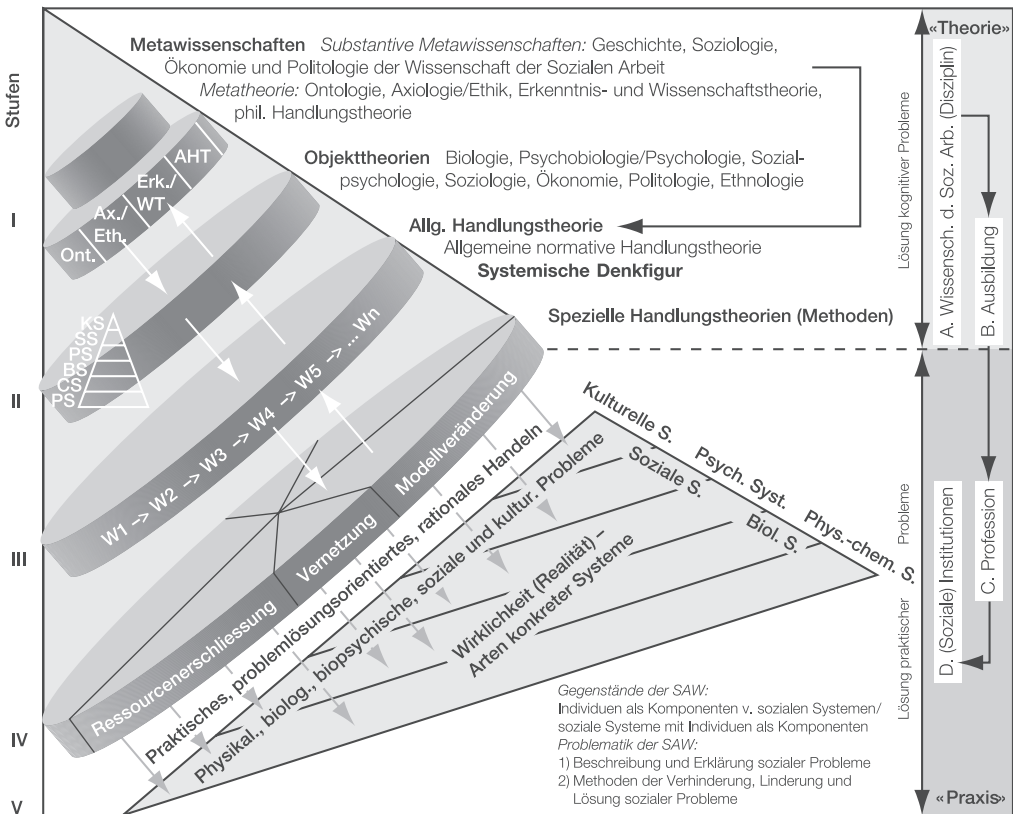 «Theorie»
Metawissenschaften Substantive Metawissenschaften: Geschichte, Soziologie,
Ökonomie und Politologie der Wissenschaft der Sozialen Arbeit
Metatheorie: Ontologie, Axiologie/Ethik, Erkenntnis- und Wissenschaftstheorie,
phil. Handlungstheorie
Objekttheorien Biologie, Psychobiologie/Psychologie, Sozial-
psychologie, Soziologie, Ökonomie, Politologie, Ethnologie
Allg. Handlungstheorie
Allgemeine normative Handlungstheorie
Systemische Denkfigur
Spezielle Handlungstheorien (Methoden)
Stufen
I
II
III
IV
V
AHT
Erk./
WT
Ax./
Eth.
Ont.
KS
SS
PS
BS
CS
PS
W1 -> W2 -> W3 -> W4 -> W5 -> ... Wn
Ressourcenerschliessung
Vernetzung
Modellveränderung
Praktisches, problemlösungsorientiertes, rationales Handeln
Physikal., biolog., biopsychische, soziale und kultur. Probleme
Kulturelle S.
Soziale S.
Psych. Syst.
Biol. S.
Phys.-chem. S.
Wirklichkeit (Realität) –
Arten konkreter Systeme
Gegenstände der SAW:
Individuen als Komponenten v. sozialen Systemen/
soziale Systeme mit Individuen als Komponenten
Problematik der SAW:
1) Beschreibung und Erklärung sozialer Probleme
2) Methoden der Verhinderung, Linderung und
Lösung sozialer Probleme
Lösung kognitiver Probleme
Lösung praktischer Probleme
A. Wissensch. d. Soz. Arb. (Disziplin)
B. Ausbildung
C. Profession
D. (Soziale) Institutionen
«Praxis»